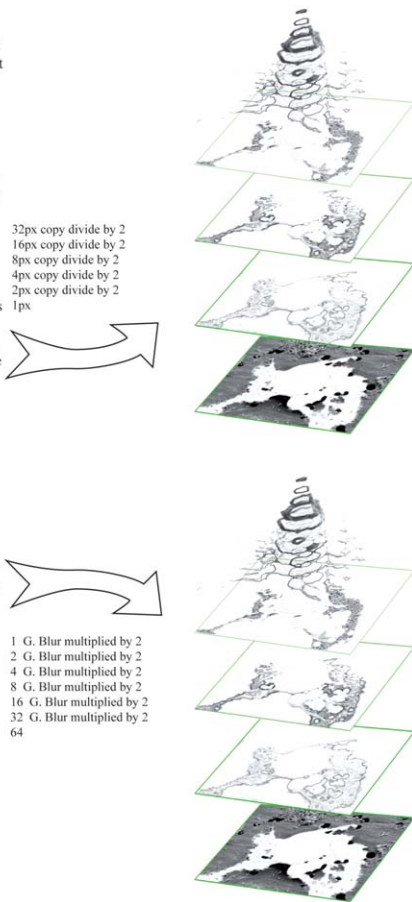 t
32px copy divide by 2
16px copy divide by 2
8px copy divide by 2
4px copy divide by 2
2px copy divide by 2
s 1px
e
1 G. Blur multiplied by 2
2 G. Blur multiplied by 2
4 G. Blur multiplied by 2
8 G. Blur multiplied by 2
16 G. Blur multiplied by 2
32 G. Blur multiplied by 2
64